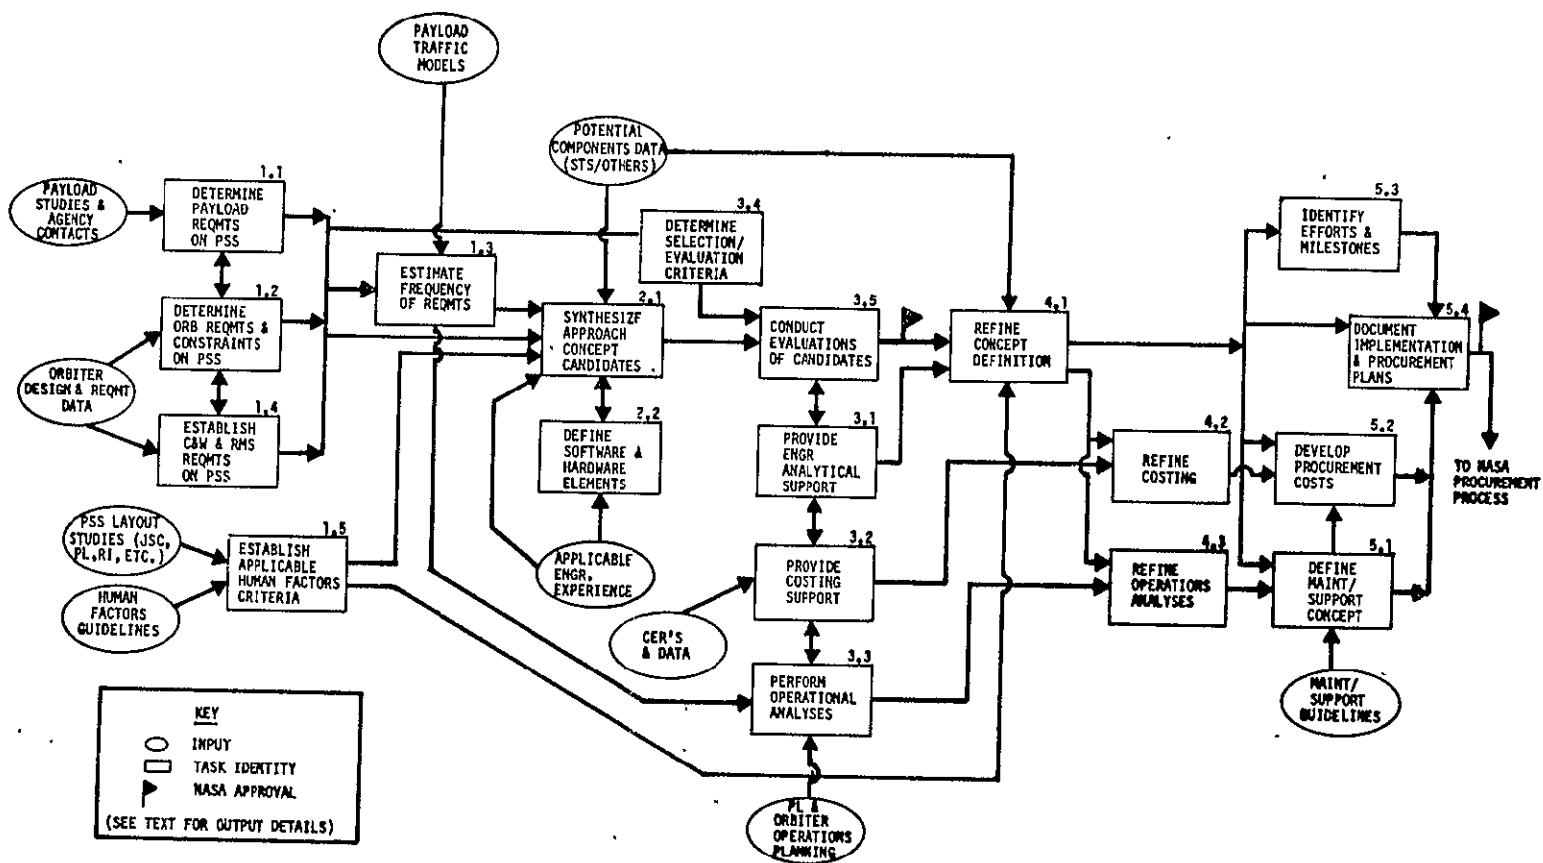 PAYLOAD
TRAFFIC
MODELS
POTENTIAL
COMPONENTS DATA
(STS/OTHERS)
PAYLOAD
STUDIES &
AGENCY
CONTACTS
1.1
DETERMINE
PAYLOAD
REQMTS
ON PSS
1.2
DETERMINE
ORB REQMTS &
CONSTRAINTS
ON PSS
ORBITER
DESIGN & REQMT
DATA
1.4
ESTABLISH
C&W & RMS
REQMTS
ON PSS
1.3
ESTIMATE
FREQUENCY
OF REQMTS
PSS LAYOUT
STUDIES (JSC,
PL,RI, ETC.)
HUMAN
FACTORS
GUIDELINES
1.5
ESTABLISH
APPLICABLE
HUMAN FACTORS
CRITERIA
2.1
SYNTHESIZE
APPROACH
CONCEPT
CANDIDATES
2.2
DEFINE
SOFTWARE &
HARDWARE
ELEMENTS
APPLICABLE
ENGR.
EXPERIENCE
3.4
DETERMINE
SELECTION/
EVALUATION
CRITERIA
3.5
CONDUCT
EVALUATIONS
OF CANDIDATES
3.1
PROVIDE
ENGR
ANALYTICAL
SUPPORT
3.2
PROVIDE
COSTING
SUPPORT
CER'S
& DATA
3.3
PERFORM
OPERATIONAL
ANALYSES
PL &
ORBITER
OPERATIONS
PLANNING
4.1
REFINE
CONCEPT
DEFINITION
4.2
REFINE
COSTING
4.3
REFINE
OPERATIONS
ANALYSES
5.3
IDENTIFY
EFFORTS &
MILESTONES
5.4
DOCUMENT
IMPLEMENTATION
& PROCUREMENT
PLANS
5.2
DEVELOP
PROCUREMENT
COSTS
5.1
DEFINE
MAINT/
SUPPORT
CONCEPT
MAINT/
SUPPORT
GUIDELINES
TO NASA
PROCUREMENT
PROCESS
KEY
INPUT
TASK IDENTITY
NASA APPROVAL
(SEE TEXT FOR OUTPUT DETAILS)